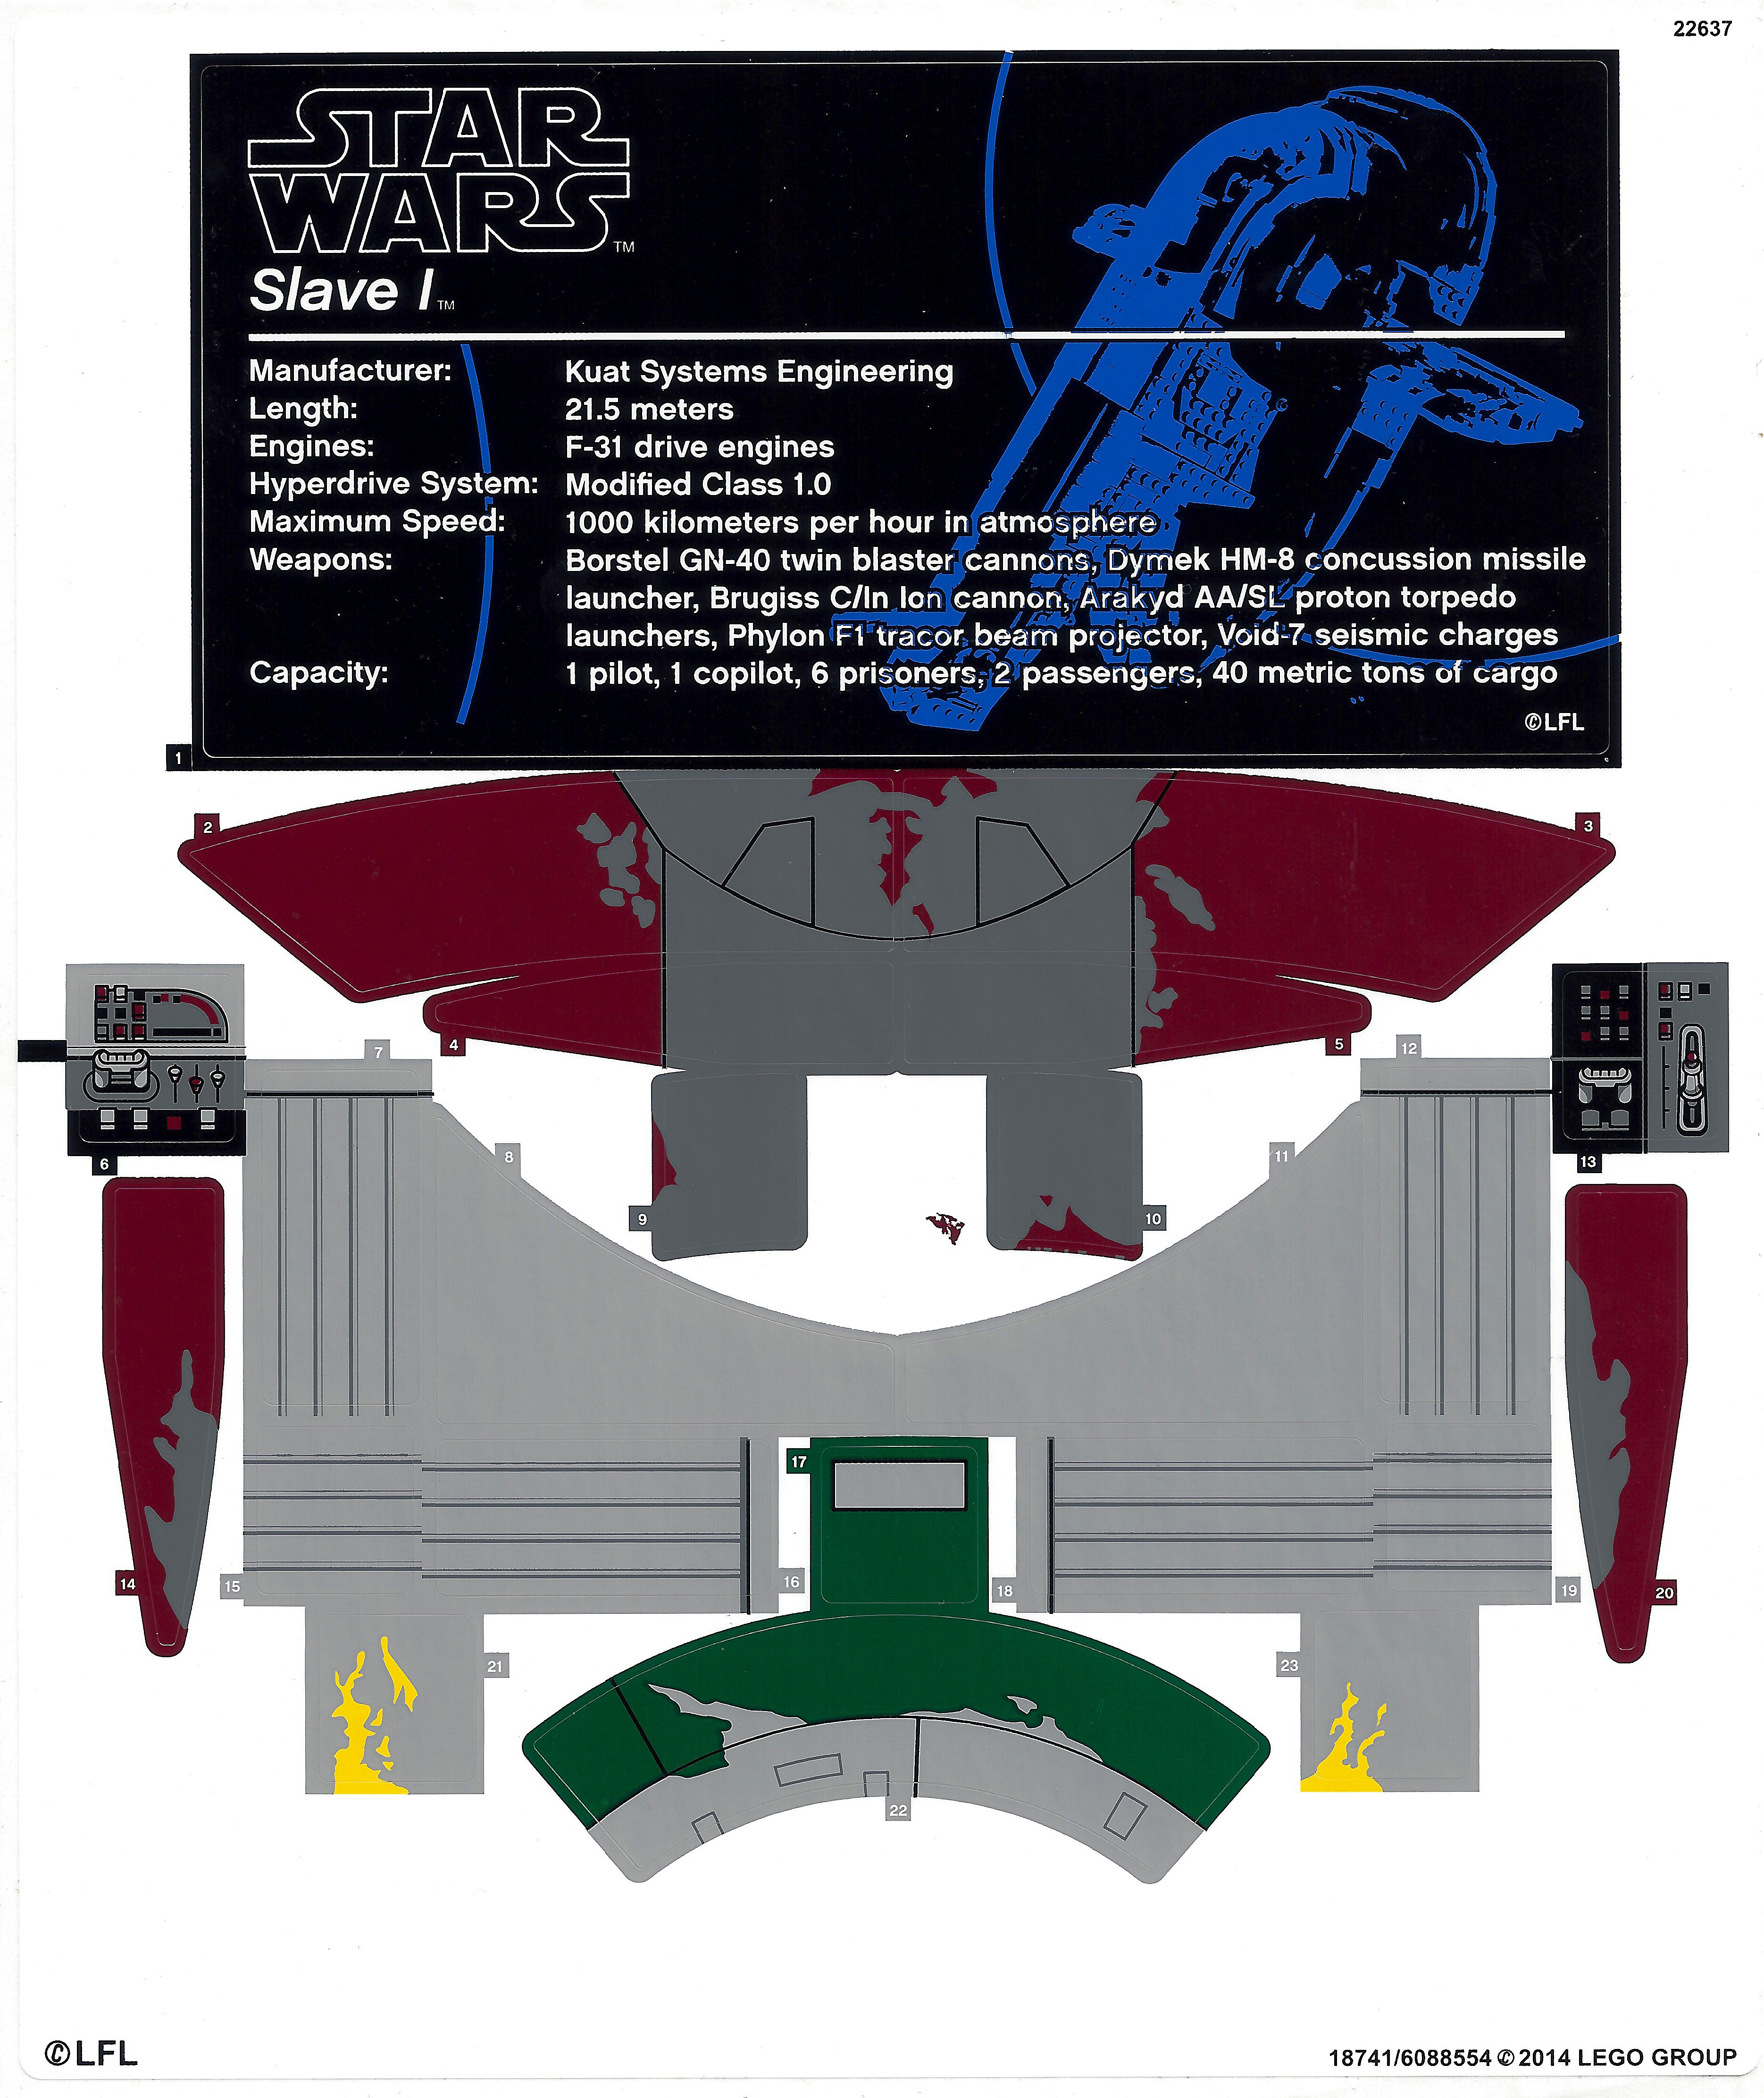 22637
STAR
WARS TM
Slave I TM
Manufacturer: Kuat Systems Engineering
Length: 21.5 meters
Engines: F-31 drive engines
Hyperdrive System: Modified Class 1.0
Maximum Speed: 1000 kilometers per hour in atmosphere
Weapons: Borstel GN-40 twin blaster cannons, Dymek HM-8 concussion missile
launcher, Brugiss C/In Ion cannon, Arakyd AA/SL proton torpedo
launchers, Phylon F1 tracor beam projector, Void-7 seismic charges
Capacity: 1 pilot, 1 copilot, 6 prisoners, 2 passengers, 40 metric tons of cargo
©LFL
1
2
3
4
5
7
12
6
8
11
13
9
10
17
14
15
16
18
19
20
21
23
22
©LFL
18741/6088554 © 2014 LEGO GROUP